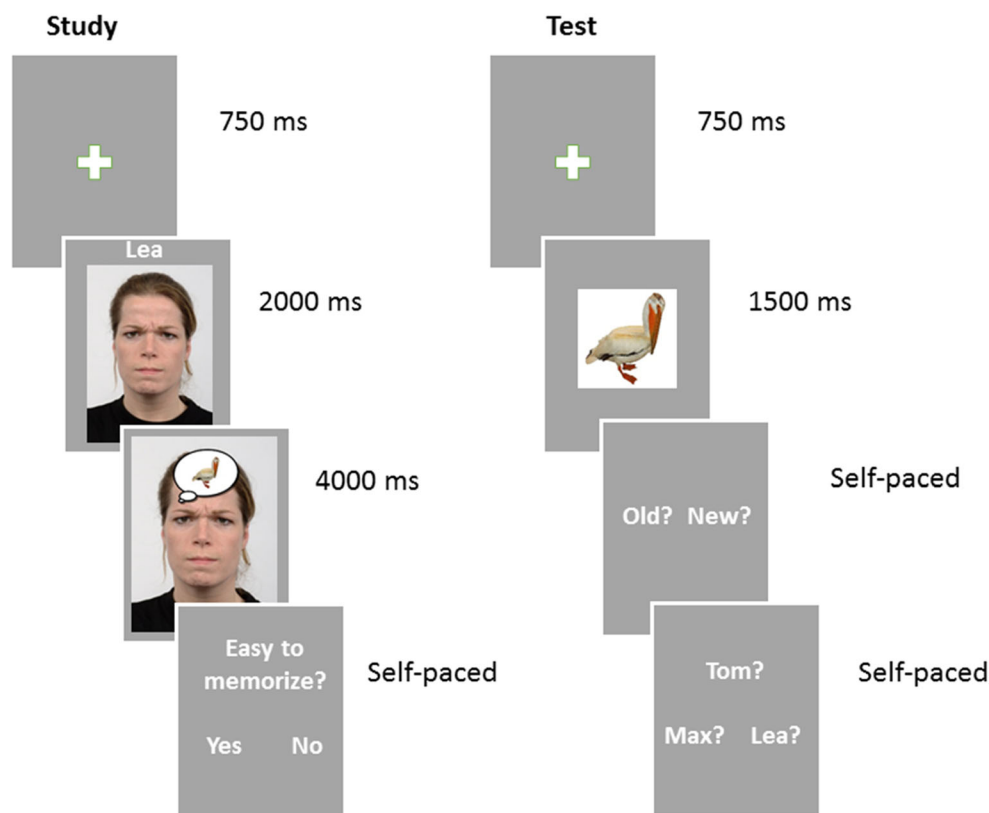 Study
750 ms
Lea
2000 ms
4000 ms
Easy to
memorize?
Yes No
Self-paced
Test
750 ms
1500 ms
Old? New?
Self-paced
Tom?
Max? Lea?
Self-paced